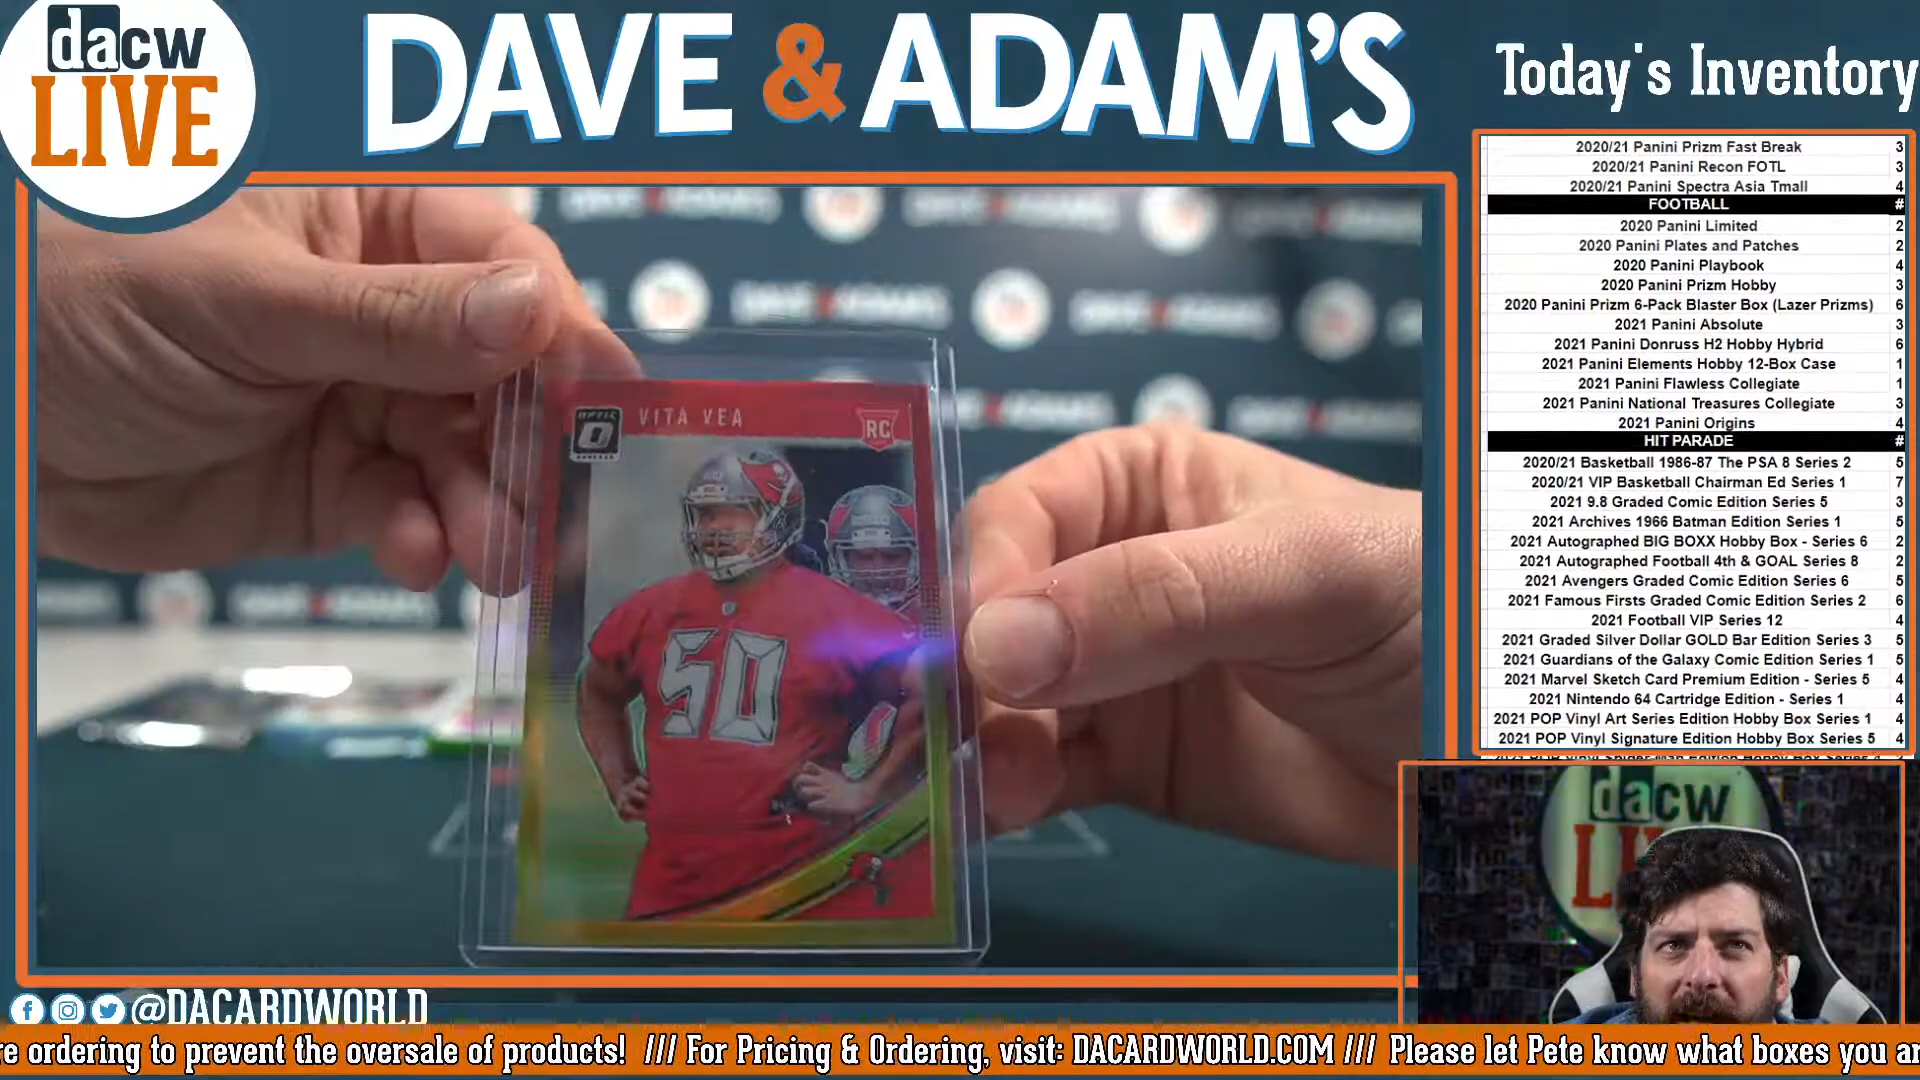 dacw
LIVE
DAVE & ADAM'S
Today's Inventory
2020/21 Panini Prizm Fast Break 3
2020/21 Panini Recon FOTL 3
2020/21 Panini Spectra Asia Tmall 4
FOOTBALL #
2020 Panini Limited 2
2020 Panini Plates and Patches 2
2020 Panini Playbook 4
2020 Panini Prizm Hobby 3
2020 Panini Prizm 6-Pack Blaster Box (Lazer Prizms) 6
2021 Panini Absolute 3
2021 Panini Donruss H2 Hobby Hybrid 6
2021 Panini Elements Hobby 12-Box Case 1
2021 Panini Flawless Collegiate 1
2021 Panini National Treasures Collegiate 3
2021 Panini Origins 4
HIT PARADE #
2020/21 Basketball 1986-87 The PSA 8 Series 2 5
2020/21 VIP Basketball Chairman Ed Series 1 7
2021 9.8 Graded Comic Edition Series 5 3
2021 Archives 1966 Batman Edition Series 1 5
2021 Autographed BIG BOXX Hobby Box - Series 6 2
2021 Autographed Football 4th & GOAL Series 8 2
2021 Avengers Graded Comic Edition Series 6 5
2021 Famous Firsts Graded Comic Edition Series 2 6
2021 Football VIP Series 12 4
2021 Graded Silver Dollar GOLD Bar Edition Series 3 5
2021 Guardians of the Galaxy Comic Edition Series 1 5
2021 Marvel Sketch Card Premium Edition - Series 5 4
2021 Nintendo 64 Cartridge Edition - Series 1 4
2021 POP Vinyl Art Series Edition Hobby Box Series 1 4
2021 POP Vinyl Signature Edition Hobby Box Series 5 4
OPTIC
VITA VEA
RC
50
dacw
LI
@DACARDWORLD
re ordering to prevent the oversale of products! /// For Pricing & Ordering, visit: DACARDWORLD.COM /// Please let Pete know what boxes you ar